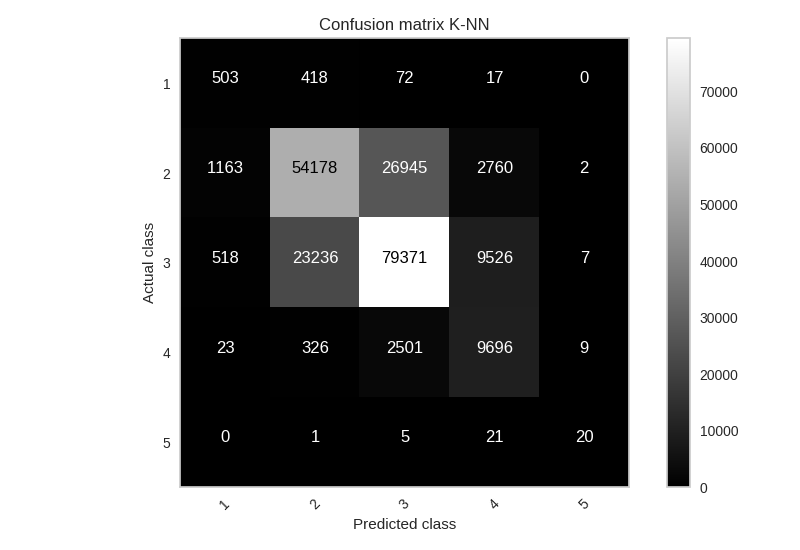 Confusion matrix K-NN
1 503 418 72 17 0
2 1163 54178 26945 2760 2
3 518 23236 79371 9526 7
4 23 326 2501 9696 9
5 0 1 5 21 20
1 2 3 4 5
Predicted class
Actual class
70000
60000
50000
40000
30000
20000
10000
0